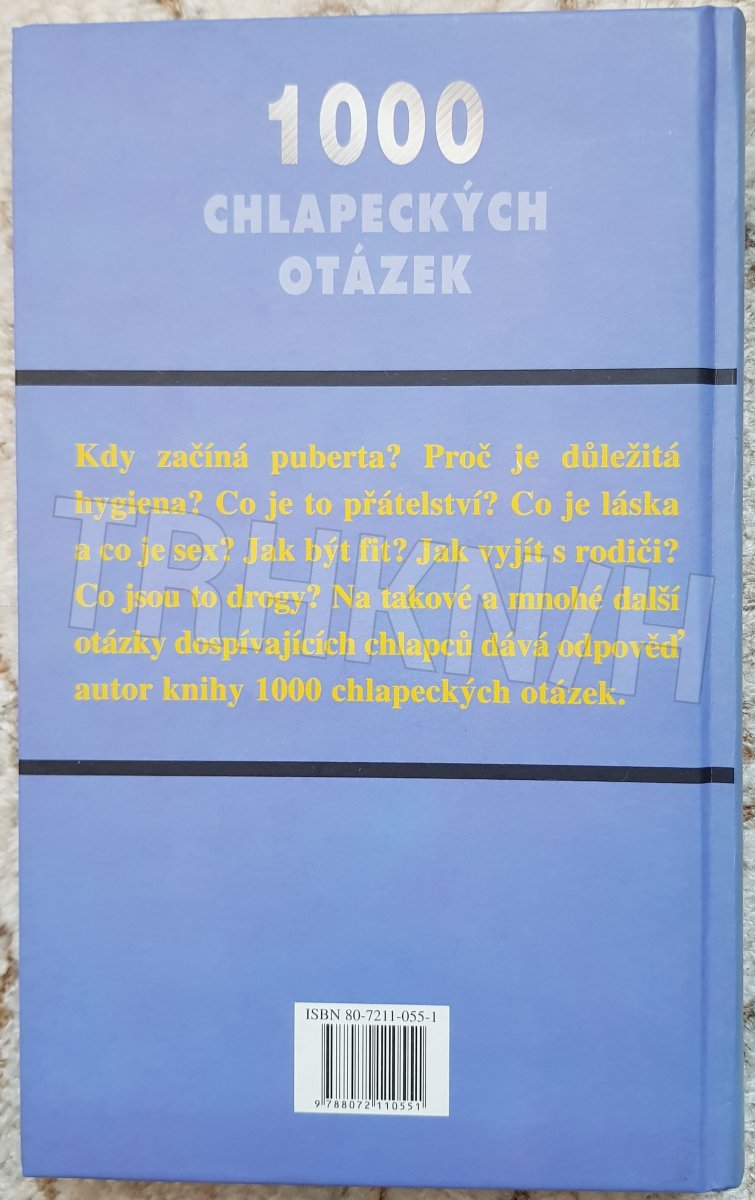 1000
CHLAPECKÝCH
OTÁZEK
Kdy začíná puberta? Proč je důležitá
hygiena? Co je to přátelství? Co je láska
a co je sex? Jak být fit? Jak vyjít s rodiči?
Co jsou to drogy? Na takové a mnohé další
otázky dospívajících chlapců dává odpověď
autor knihy 1000 chlapeckých otázek.
TRHKNIH
ISBN 80-7211-055-1
9 788072 110551